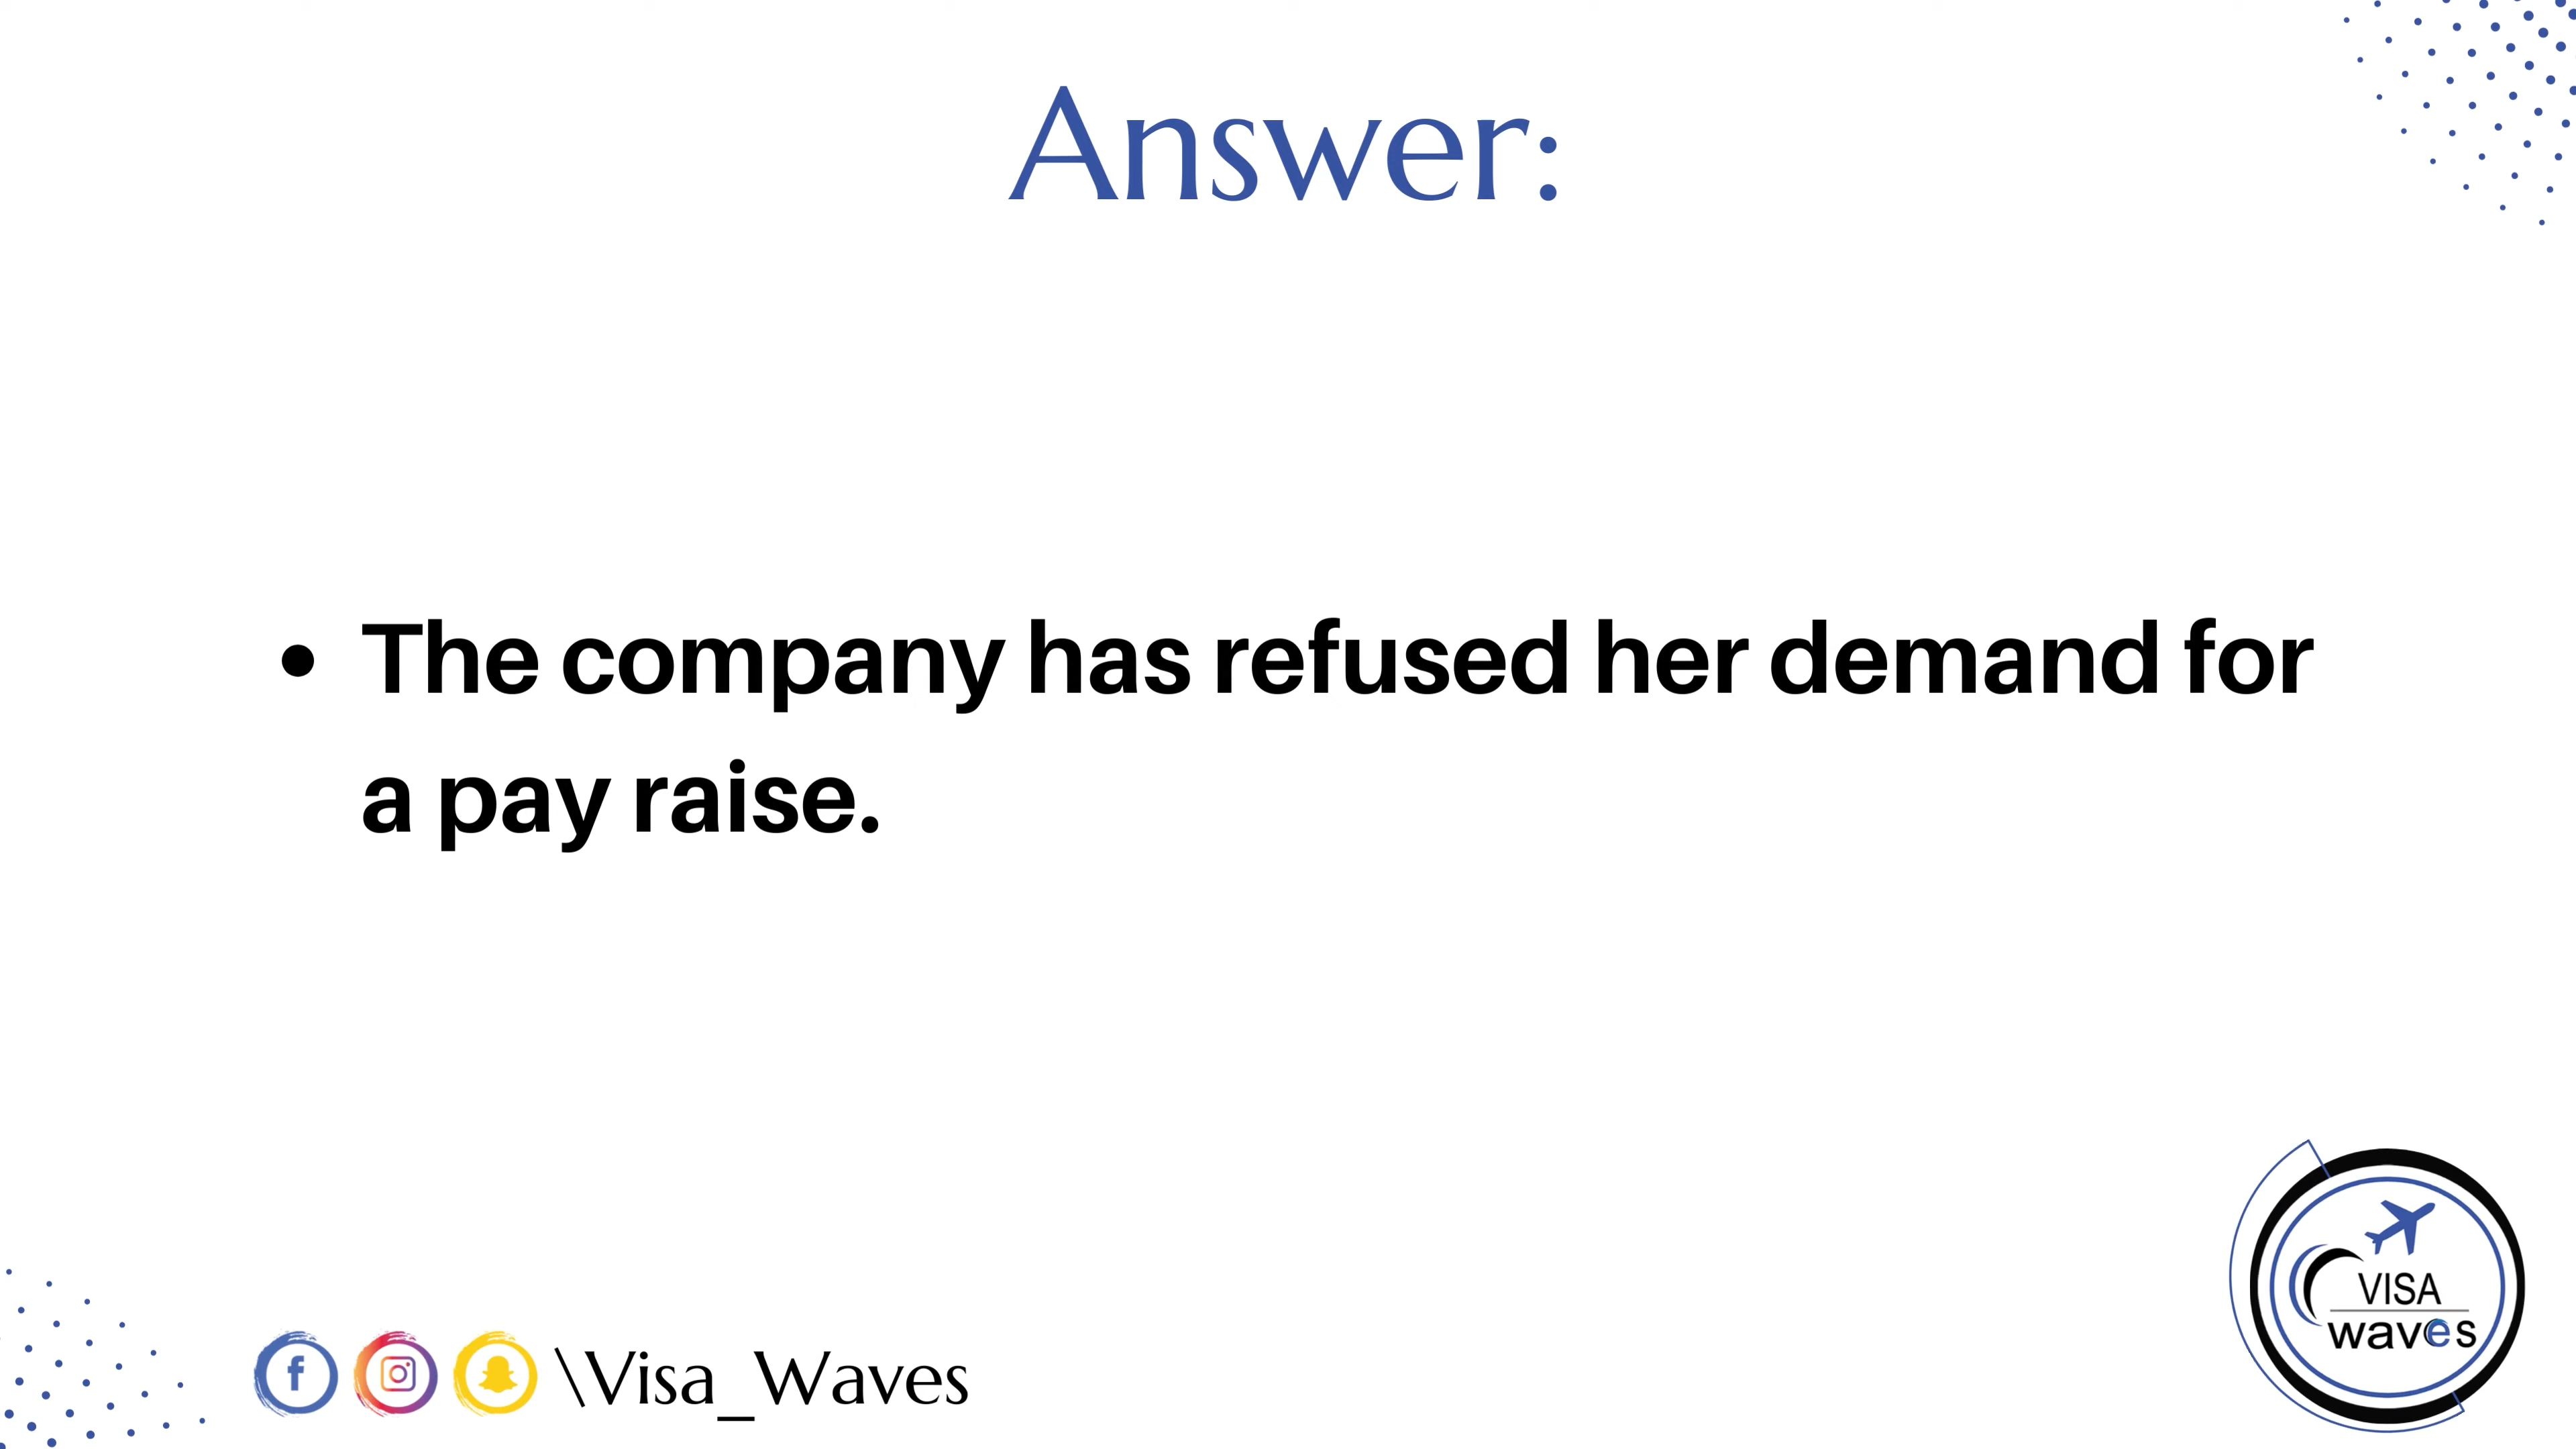 Answer:
• The company has refused her demand for
a pay raise.
\Visa_Waves
VISA
waves